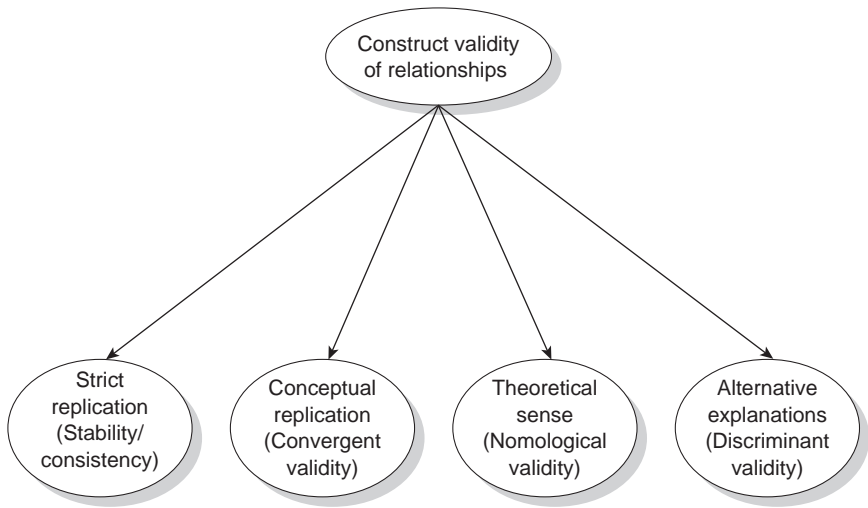 Construct validity
of relationships
Strict
replication
(Stability/
consistency)
Conceptual
replication
(Convergent
validity)
Theoretical
sense
(Nomological
validity)
Alternative
explanations
(Discriminant
validity)